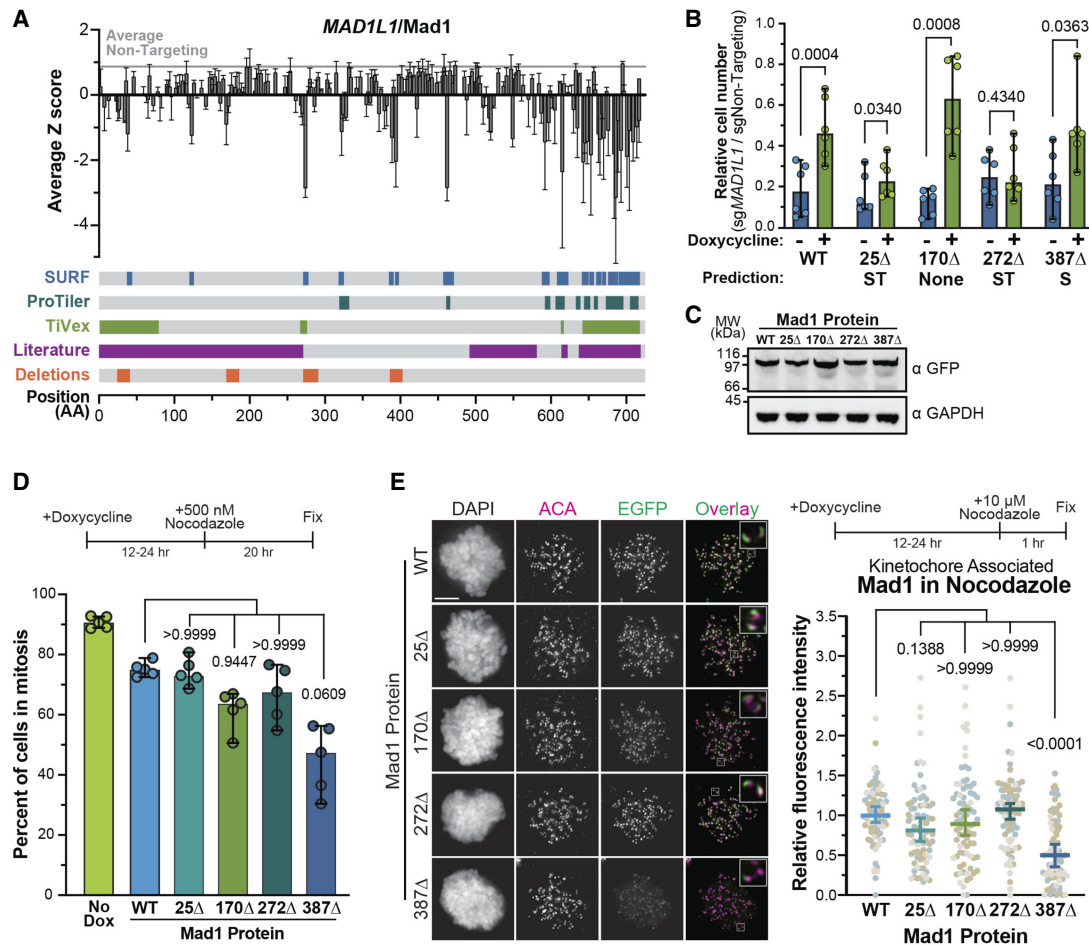 A
MAD1L1/Mad1
Average
Non-Targeting
Average Z score
2
0
-2
-4
SURF
ProTiler
TiVex
Literature
Deletions
Position
(AA)
0 100 200 300 400 500 600 700
B
Relative cell number
(sgMAD1L1 / sgNon-Targeting)
1.0
0.8
0.6
0.4
0.2
0.0
0.0004
0.0340
0.0008
0.4340
0.0363
Doxycycline: - + - + - + - + - +
WT 25Δ 170Δ 272Δ 387Δ
Prediction: ST None ST S
C
MW
(kDa)
Mad1 Protein
WT 25Δ 170Δ 272Δ 387Δ
116
97
66
45
α GFP
α GAPDH
D
+Doxycycline
+500 nM
Nocodazole
Fix
12-24 hr 20 hr
Percent of cells in mitosis
100
80
60
40
20
0
>0.9999
0.9447
>0.9999
0.0609
No
Dox
WT 25Δ 170Δ 272Δ 387Δ
Mad1 Protein
E
DAPI ACA EGFP Overlay
Mad1 Protein
WT
25Δ
170Δ
272Δ
387Δ
+Doxycycline
+10 μM
Nocodazole
Fix
12-24 hr 1 hr
Kinetochore Associated
Mad1 in Nocodazole
Relative fluorescence intensity
3.5
3.0
2.5
2.0
1.5
1.0
0.5
0.0
0.1388
>0.9999
>0.9999
<0.0001
WT 25Δ 170Δ 272Δ 387Δ
Mad1 Protein